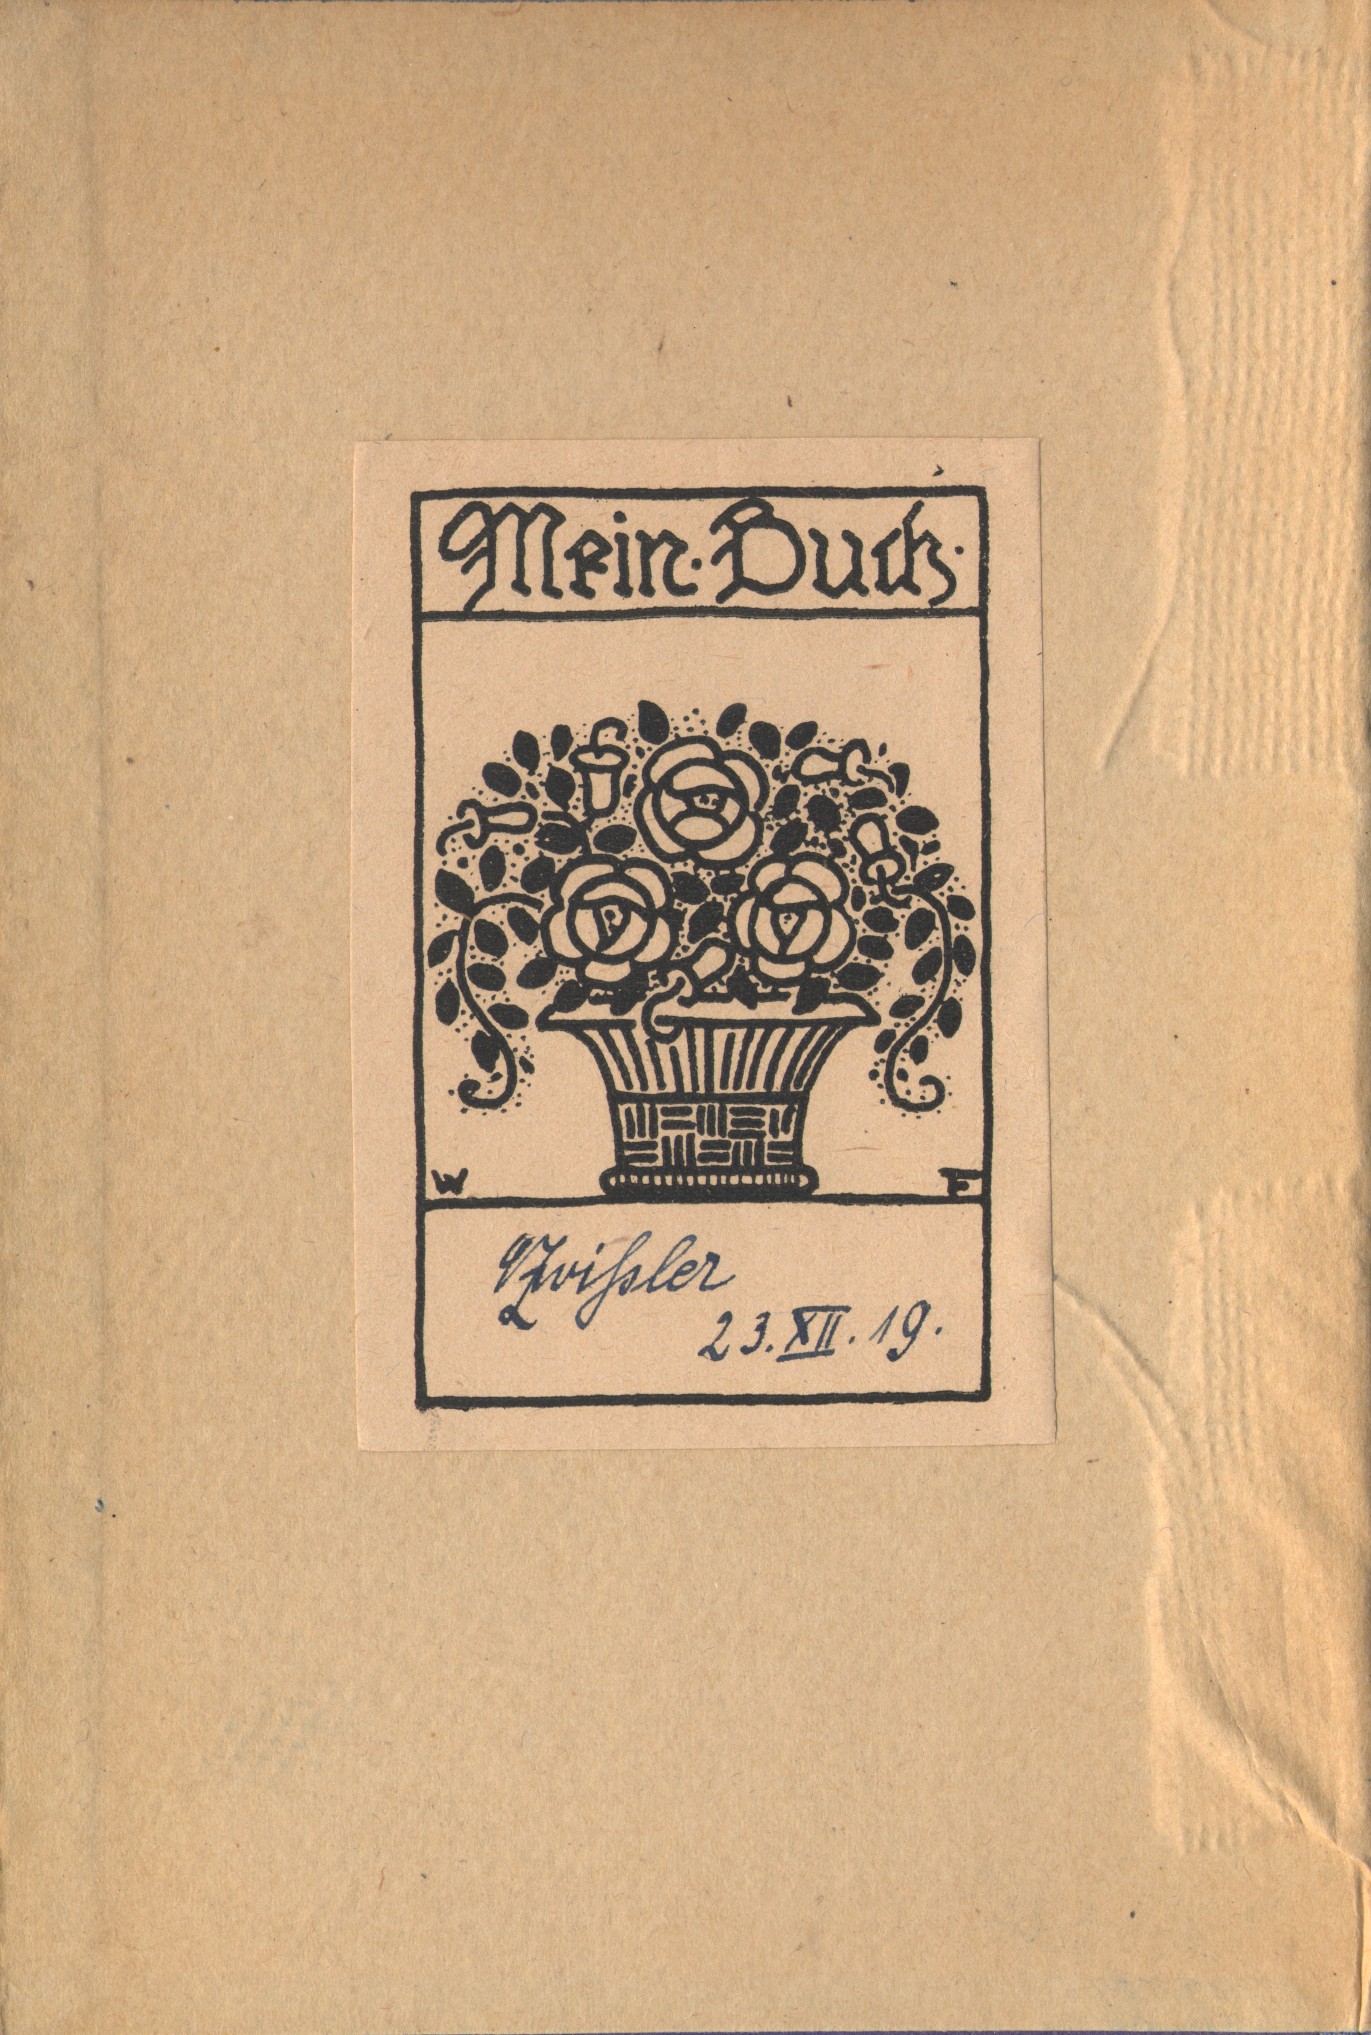 Mein·Buch·
W F
Zwißler
23.XII.19.